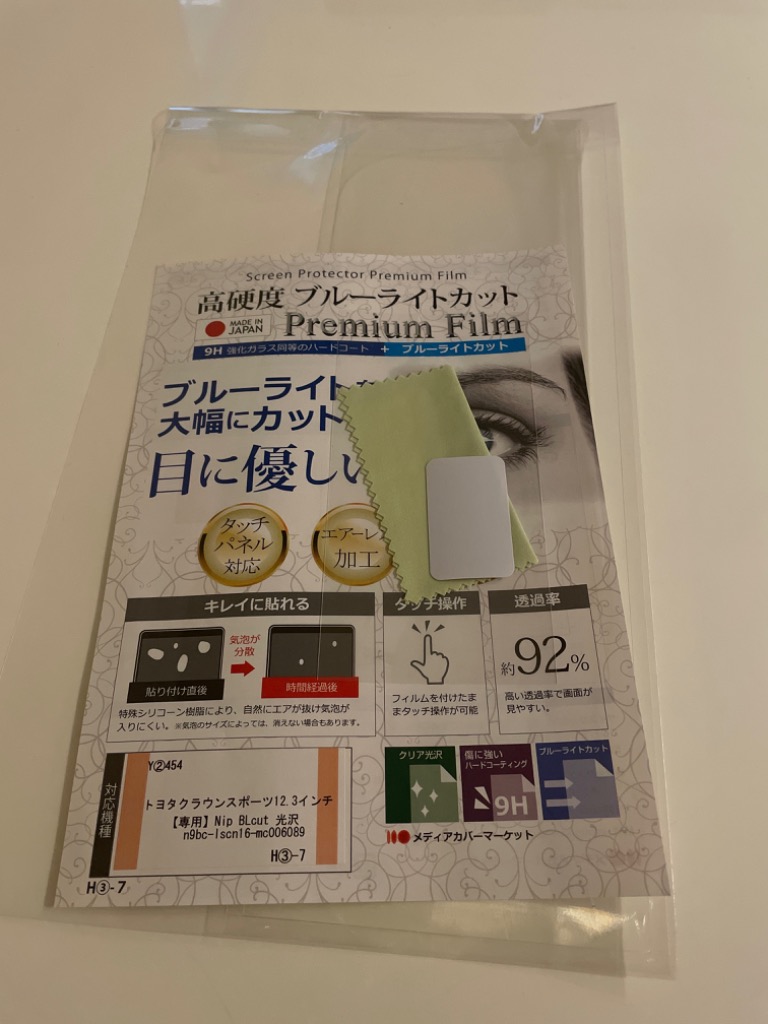 Screen Protector Premium Film
高硬度 ブルーライトカット
MADE IN
JAPAN
Premium Film
9H 強化ガラス同等のハードコート + ブルーライトカット
ブルーライト
大幅にカット
目に優しい
タッチ
パネル
対応
エアーレ
加工
キレイに貼れる
気泡が
分散
貼り付け直後
時間経過後
特殊シリコーン樹脂により、自然にエアが抜け気泡が
入りにくい。※気泡のサイズによっては、消えない場合もあります。
タッチ操作
フィルムを付けたま
まタッチ操作が可能
透過率
約92%
高い透過率で画面が
見やすい。
対応機種
Y②454
トヨタクラウンスポーツ12.3インチ
【専用】Nip BLcut 光沢
n9bc-lscn16-mc006089
H③-7
H③-7
クリア光沢
傷に強い
ハードコーティング
9H
ブルーライトカット
メディアカバーマーケット